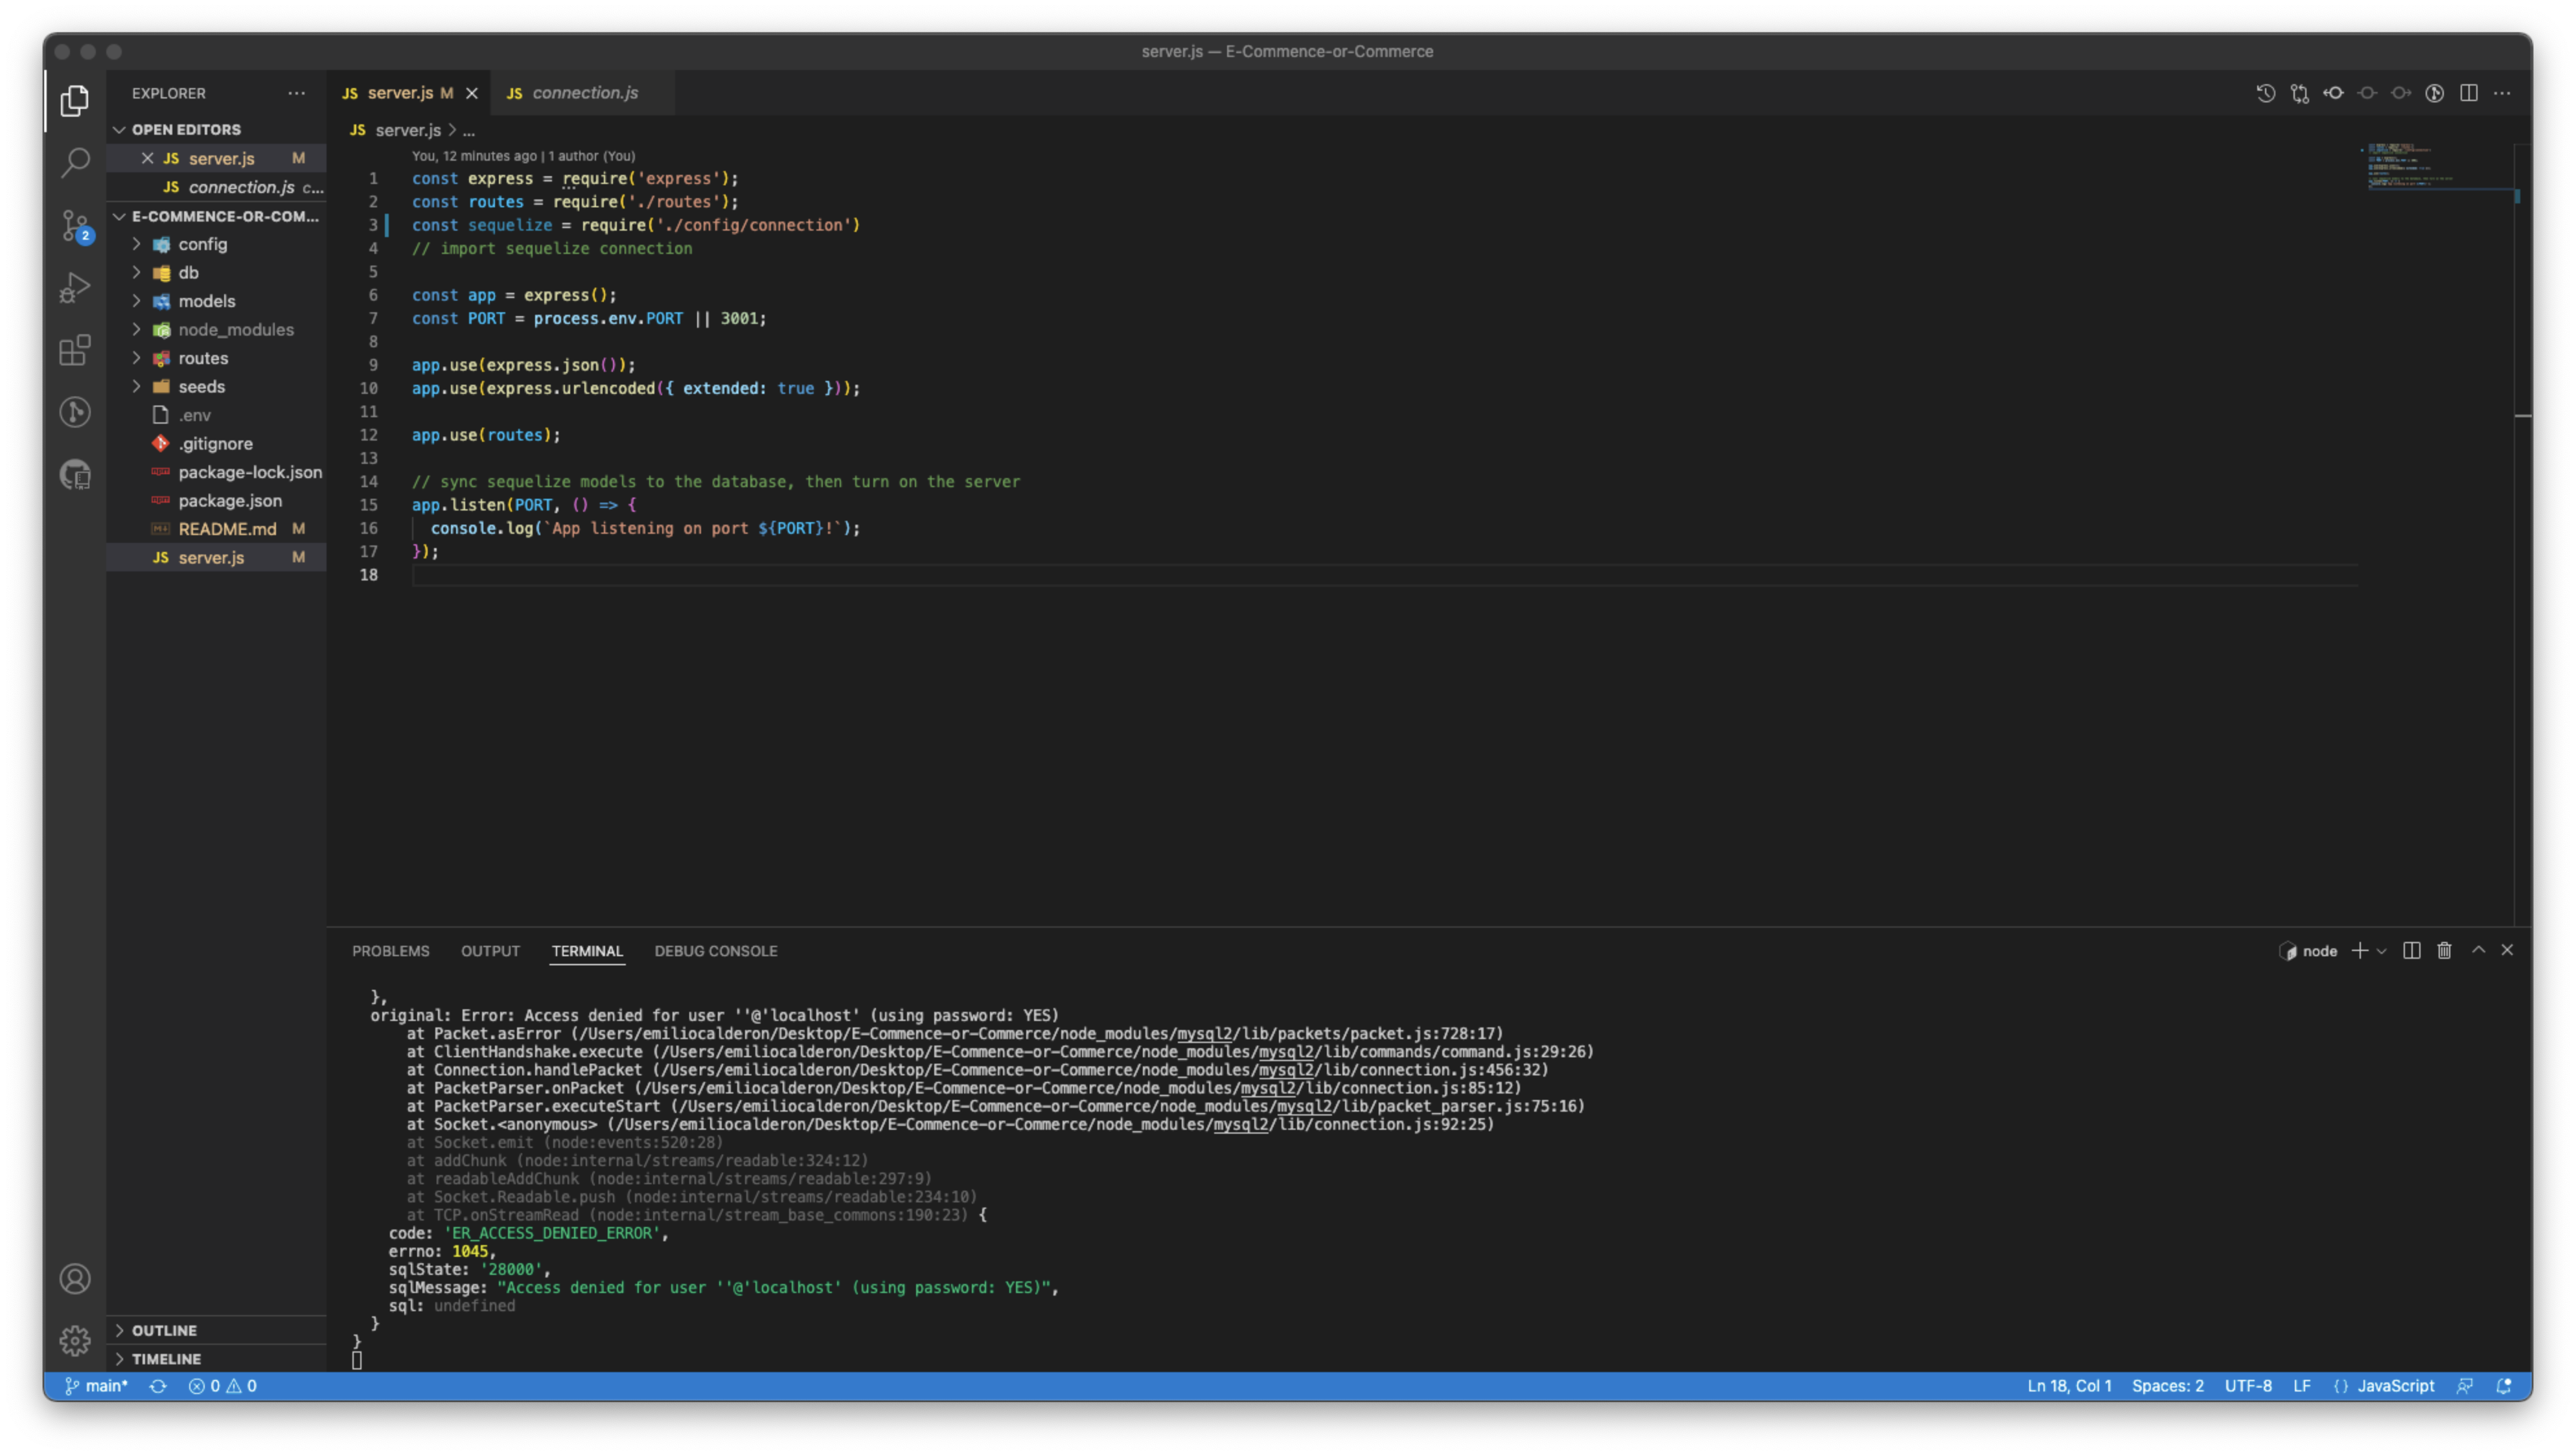 server.js — E-Commence-or-Commerce
EXPLORER
OPEN EDITORS
server.js M
connection.js c...
E-COMMENCE-OR-COM...
config
db
models
node_modules
routes
seeds
.env
.gitignore
package-lock.json
package.json
README.md M
server.js M
OUTLINE
TIMELINE
2
JS server.js M
JS connection.js
JS server.js > ...
You, 12 minutes ago | 1 author (You)
1 const express = require('express');
2 const routes = require('./routes');
3 const sequelize = require('./config/connection')
4 // import sequelize connection
5
6 const app = express();
7 const PORT = process.env.PORT || 3001;
8
9 app.use(express.json());
10 app.use(express.urlencoded({ extended: true }));
11
12 app.use(routes);
13
14 // sync sequelize models to the database, then turn on the server
15 app.listen(PORT, () => {
16 console.log(`App listening on port ${PORT}!`);
17 });
18
PROBLEMS OUTPUT TERMINAL DEBUG CONSOLE
node
},
original: Error: Access denied for user ''@'localhost' (using password: YES)
at Packet.asError (/Users/emiliocalderon/Desktop/E-Commence-or-Commerce/node_modules/mysql2/lib/packets/packet.js:728:17)
at ClientHandshake.execute (/Users/emiliocalderon/Desktop/E-Commence-or-Commerce/node_modules/mysql2/lib/commands/command.js:29:26)
at Connection.handlePacket (/Users/emiliocalderon/Desktop/E-Commence-or-Commerce/node_modules/mysql2/lib/connection.js:456:32)
at PacketParser.onPacket (/Users/emiliocalderon/Desktop/E-Commence-or-Commerce/node_modules/mysql2/lib/connection.js:85:12)
at PacketParser.executeStart (/Users/emiliocalderon/Desktop/E-Commence-or-Commerce/node_modules/mysql2/lib/packet_parser.js:75:16)
at Socket.<anonymous> (/Users/emiliocalderon/Desktop/E-Commence-or-Commerce/node_modules/mysql2/lib/connection.js:92:25)
at Socket.emit (node:events:520:28)
at addChunk (node:internal/streams/readable:324:12)
at readableAddChunk (node:internal/streams/readable:297:9)
at Socket.Readable.push (node:internal/streams/readable:234:10)
at TCP.onStreamRead (node:internal/stream_base_commons:190:23) {
code: 'ER_ACCESS_DENIED_ERROR',
errno: 1045,
sqlState: '28000',
sqlMessage: "Access denied for user ''@'localhost' (using password: YES)",
sql: undefined
}
}
main* 0 0
Ln 18, Col 1 Spaces: 2 UTF-8 LF {} JavaScript